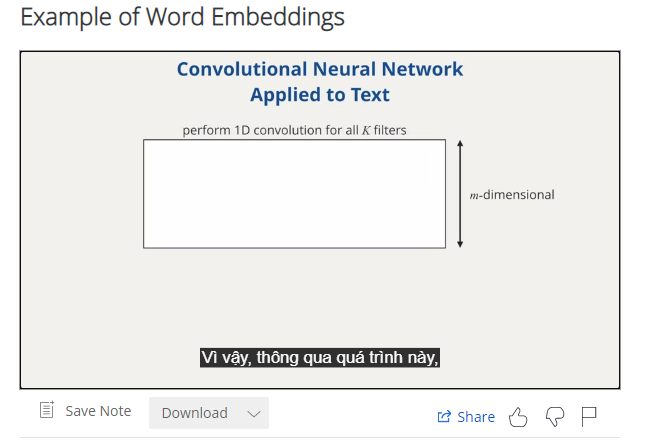 Example of Word Embeddings
Convolutional Neural Network
Applied to Text
perform 1D convolution for all K filters
m-dimensional
Vì vậy, thông qua quá trình này,
Save Note
Download
Share